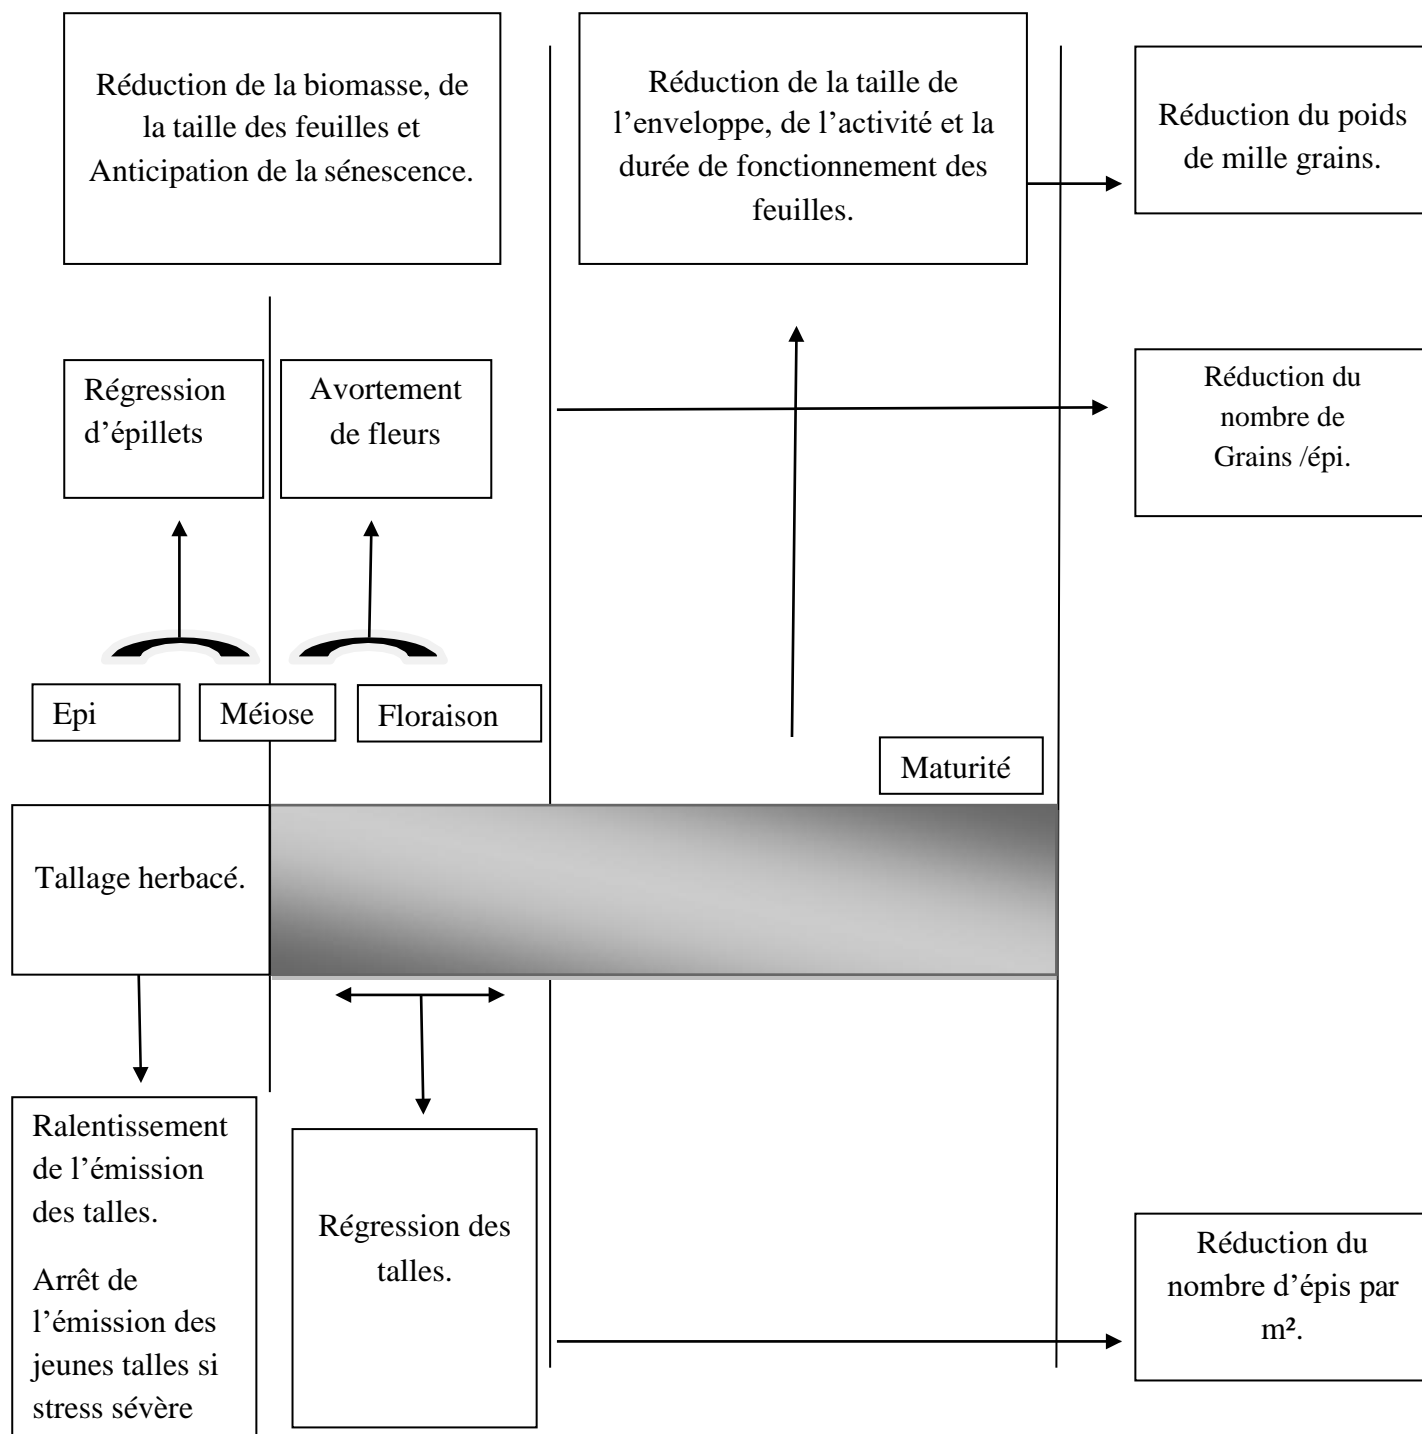 Réduction de la biomasse, de
la taille des feuilles et
Anticipation de la sénescence.
Réduction de la taille de
l’enveloppe, de l’activité et la
durée de fonctionnement des
feuilles.
Réduction du poids
de mille grains.
Régression
d’épillets
Avortement
de fleurs
Réduction du
nombre de
Grains /épi.
Epi
Méiose
Floraison
Maturité
Tallage herbacé.
Ralentissement
de l’émission
des talles.
Arrêt de
l’émission des
jeunes talles si
stress sévère
Régression des
talles.
Réduction du
nombre d’épis par
m².